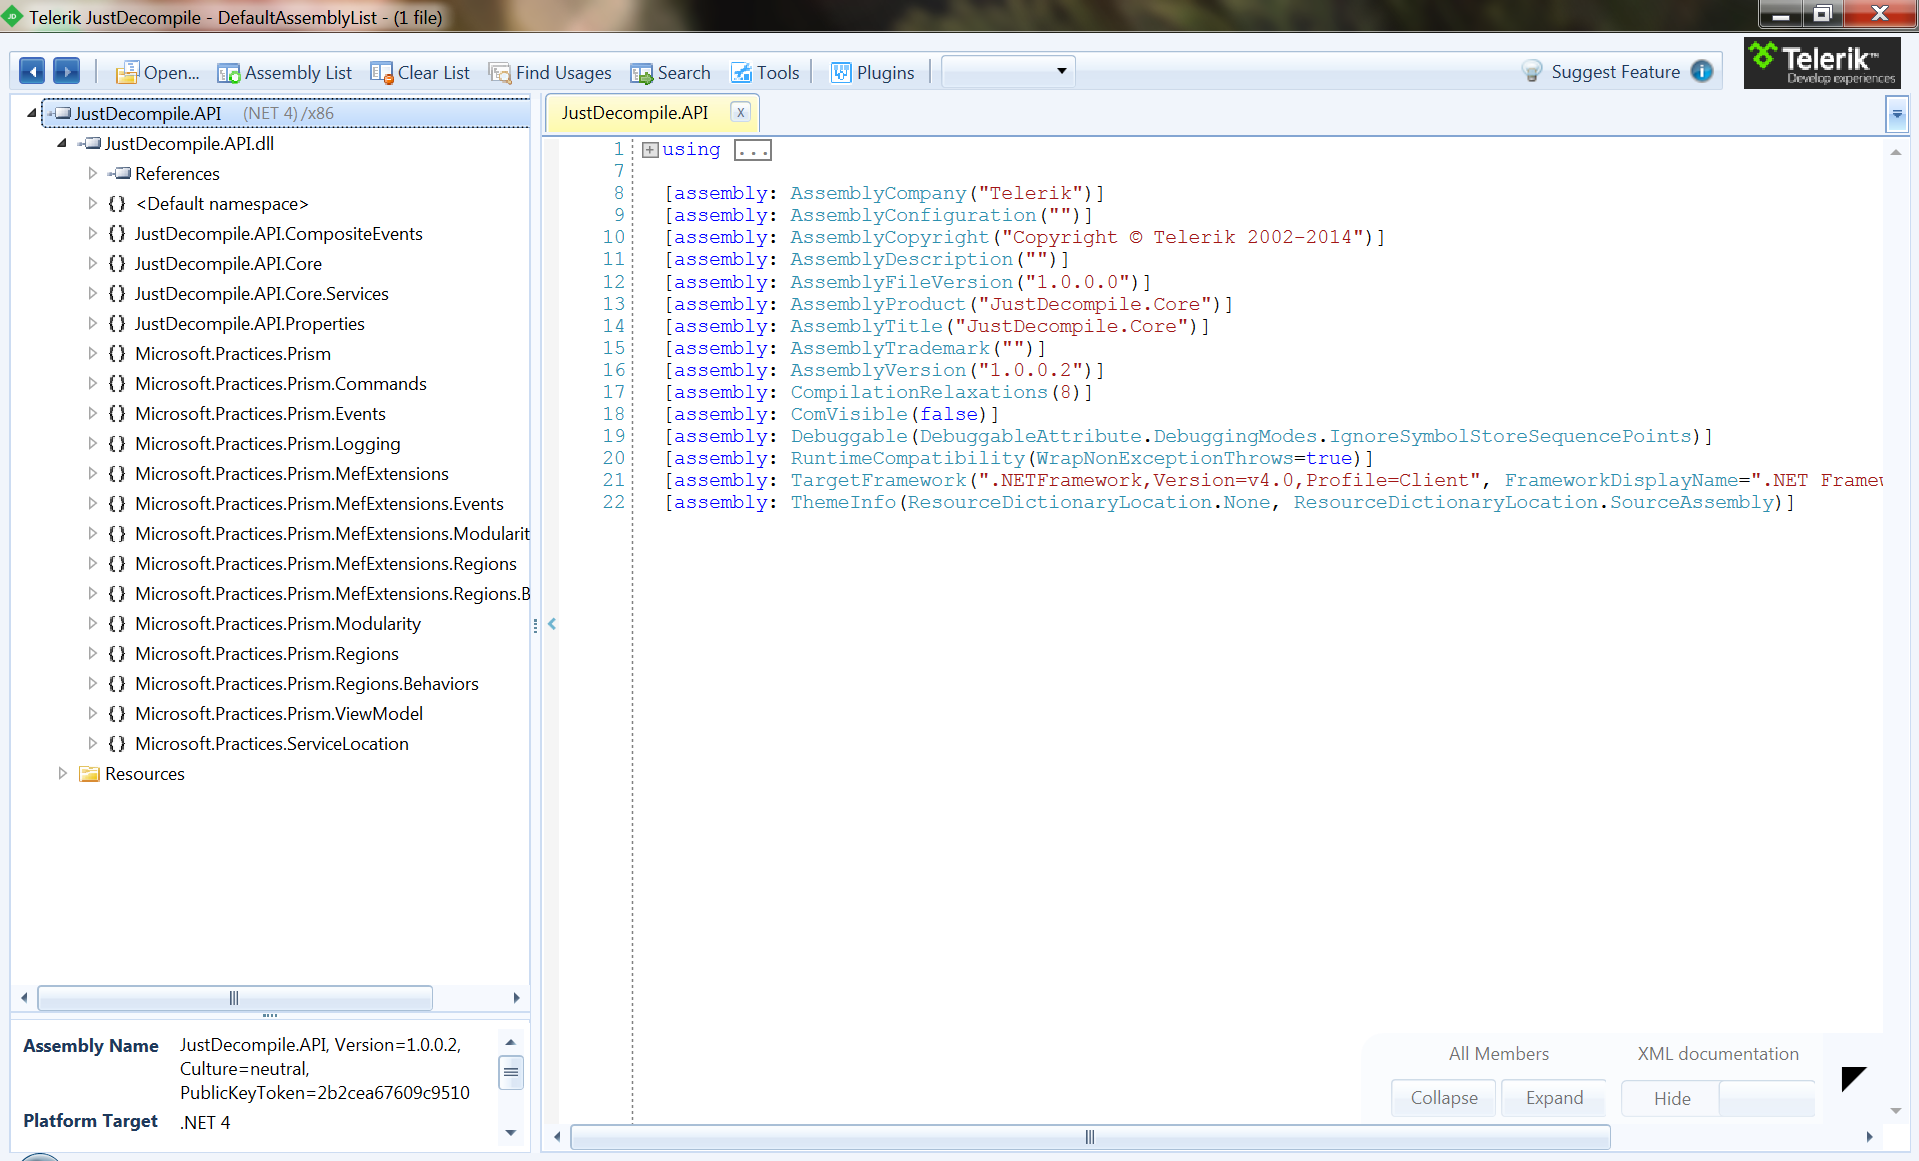 Telerik JustDecompile - DefaultAssemblyList - (1 file)
Open... Assembly List Clear List Find Usages Search Tools Plugins Suggest Feature
Telerik™
Develop experiences
JustDecompile.API (NET 4) /x86
JustDecompile.API.dll
References
{} <Default namespace>
{} JustDecompile.API.CompositeEvents
{} JustDecompile.API.Core
{} JustDecompile.API.Core.Services
{} JustDecompile.API.Properties
{} Microsoft.Practices.Prism
{} Microsoft.Practices.Prism.Commands
{} Microsoft.Practices.Prism.Events
{} Microsoft.Practices.Prism.Logging
{} Microsoft.Practices.Prism.MefExtensions
{} Microsoft.Practices.Prism.MefExtensions.Events
{} Microsoft.Practices.Prism.MefExtensions.Modularit
{} Microsoft.Practices.Prism.MefExtensions.Regions
{} Microsoft.Practices.Prism.MefExtensions.Regions.B
{} Microsoft.Practices.Prism.Modularity
{} Microsoft.Practices.Prism.Regions
{} Microsoft.Practices.Prism.Regions.Behaviors
{} Microsoft.Practices.Prism.ViewModel
{} Microsoft.Practices.ServiceLocation
Resources
Assembly Name JustDecompile.API, Version=1.0.0.2,
Culture=neutral,
PublicKeyToken=2b2cea67609c9510
Platform Target .NET 4
JustDecompile.API x
1 using ...
7
8 [assembly: AssemblyCompany("Telerik")]
9 [assembly: AssemblyConfiguration("")]
10 [assembly: AssemblyCopyright("Copyright © Telerik 2002-2014")]
11 [assembly: AssemblyDescription("")]
12 [assembly: AssemblyFileVersion("1.0.0.0")]
13 [assembly: AssemblyProduct("JustDecompile.Core")]
14 [assembly: AssemblyTitle("JustDecompile.Core")]
15 [assembly: AssemblyTrademark("")]
16 [assembly: AssemblyVersion("1.0.0.2")]
17 [assembly: CompilationRelaxations(8)]
18 [assembly: ComVisible(false)]
19 [assembly: Debuggable(DebuggableAttribute.DebuggingModes.IgnoreSymbolStoreSequencePoints)]
20 [assembly: RuntimeCompatibility(WrapNonExceptionThrows=true)]
21 [assembly: TargetFramework(".NETFramework,Version=v4.0,Profile=Client", FrameworkDisplayName=".NET Framew
22 [assembly: ThemeInfo(ResourceDictionaryLocation.None, ResourceDictionaryLocation.SourceAssembly)]
All Members XML documentation
Collapse Expand Hide